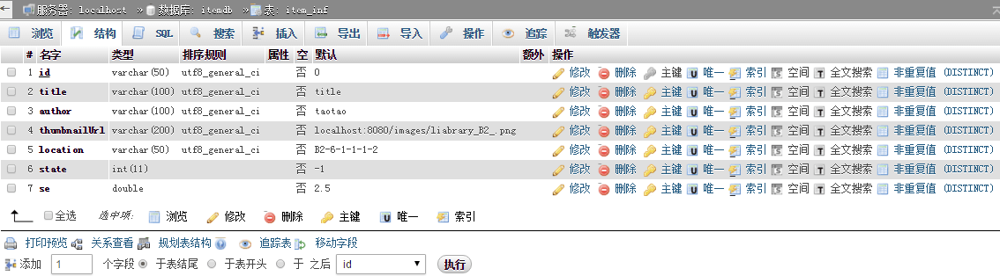 服务器: localhost » 数据库: itemdb » 表: item_inf
浏览 结构 SQL 搜索 插入 导出 导入 操作 追踪 触发器
# 名字 类型 排序规则 属性 空 默认 额外 操作
1 id varchar(50) utf8_general_ci 否 0 修改 删除 主键 唯一 索引 空间 全文搜索 非重复值 (DISTINCT)
2 title varchar(100) utf8_general_ci 否 title 修改 删除 主键 唯一 索引 空间 全文搜索 非重复值 (DISTINCT)
3 author varchar(100) utf8_general_ci 否 taotao 修改 删除 主键 唯一 索引 空间 全文搜索 非重复值 (DISTINCT)
4 thumbnailUrl varchar(200) utf8_general_ci 否 localhost:8080/images/liabrary_B2_.png 修改 删除 主键 唯一 索引 空间 全文搜索 非重复值 (DISTINCT)
5 location varchar(50) utf8_general_ci 否 B2-6-1-1-1-2 修改 删除 主键 唯一 索引 空间 全文搜索 非重复值 (DISTINCT)
6 state int(11) 否 -1 修改 删除 主键 唯一 索引 空间 全文搜索 非重复值 (DISTINCT)
7 se double 否 2.5 修改 删除 主键 唯一 索引 空间 全文搜索 非重复值 (DISTINCT)
全选 选中项: 浏览 修改 删除 主键 唯一 索引
打印预览 关系查看 规划表结构 追踪表 移动字段
添加 1 个字段 于表结尾 于表开头 于 之后 id 执行